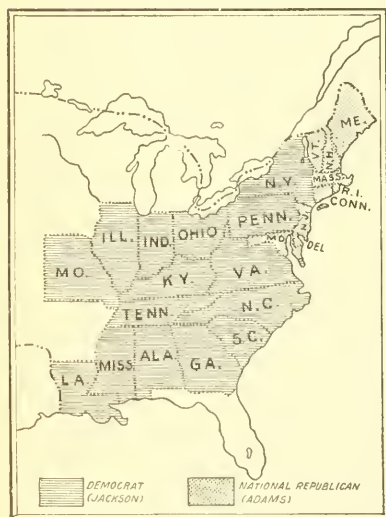 ME.
VT.
N.H.
MASS.
R.I.
CONN.
N.Y.
PENN.
N.J.
MD.
DEL
ILL.
IND.
OHIO
MO.
KY.
VA.
TENN.
N.C.
S.C.
MISS.
ALA.
GA.
LA.
DEMOCRAT
(JACKSON)
NATIONAL REPUBLICAN
(ADAMS)